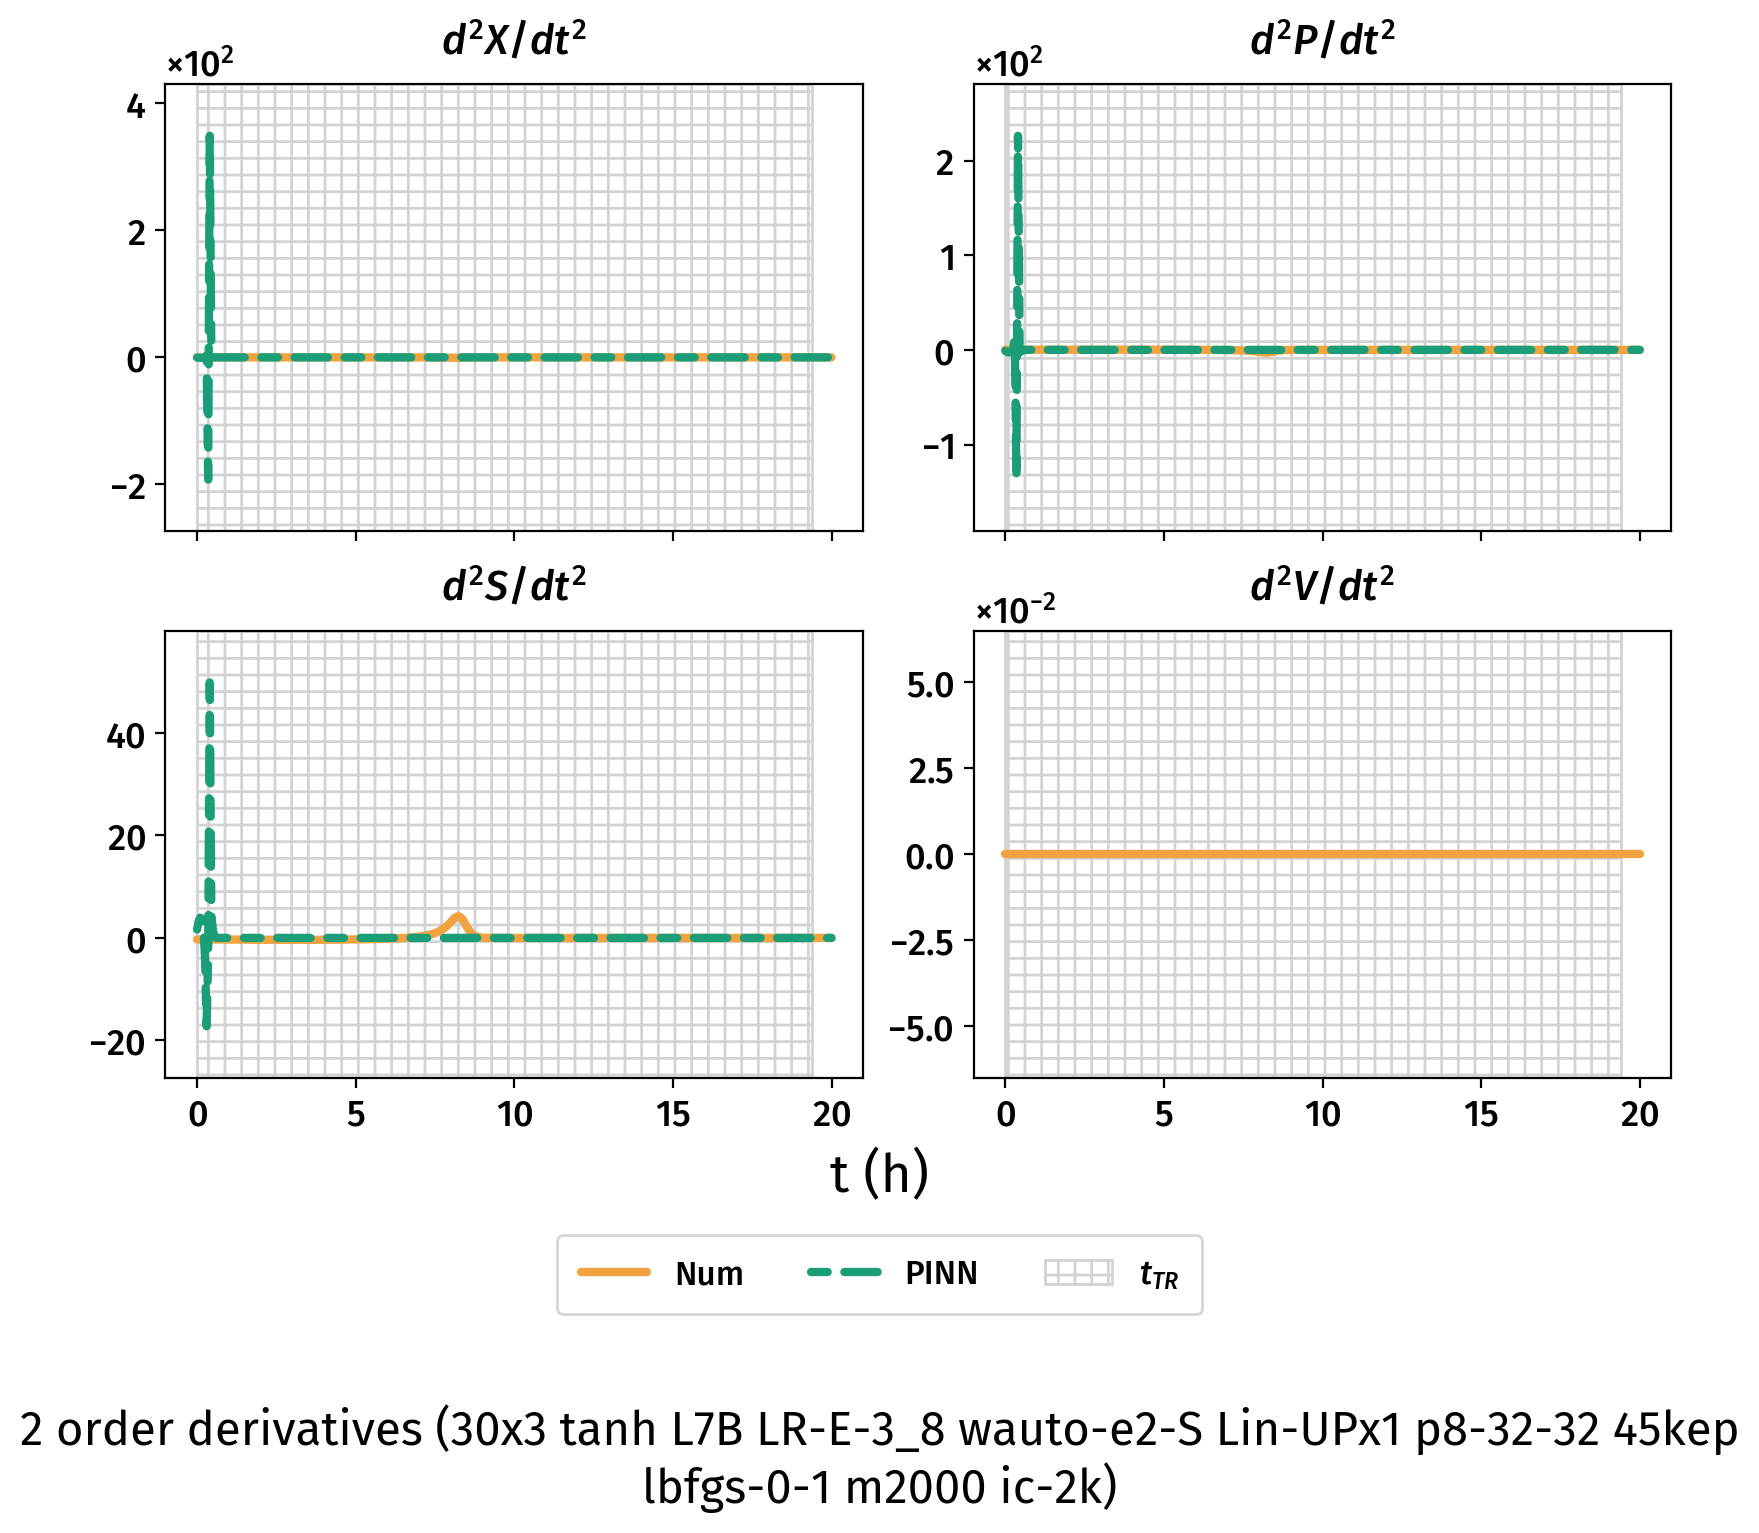 d²X/dt²
d²P/dt²
×10²
×10²
4
2
0
−2
2
1
0
−1
d²S/dt²
d²V/dt²
×10⁻²
40
20
0
−20
5.0
2.5
0.0
−2.5
−5.0
0 5 10 15 20
0 5 10 15 20
t (h)
Num PINN t_TR
2 order derivatives (30x3 tanh L7B LR-E-3_8 wauto-e2-S Lin-UPx1 p8-32-32 45kep
lbfgs-0-1 m2000 ic-2k)